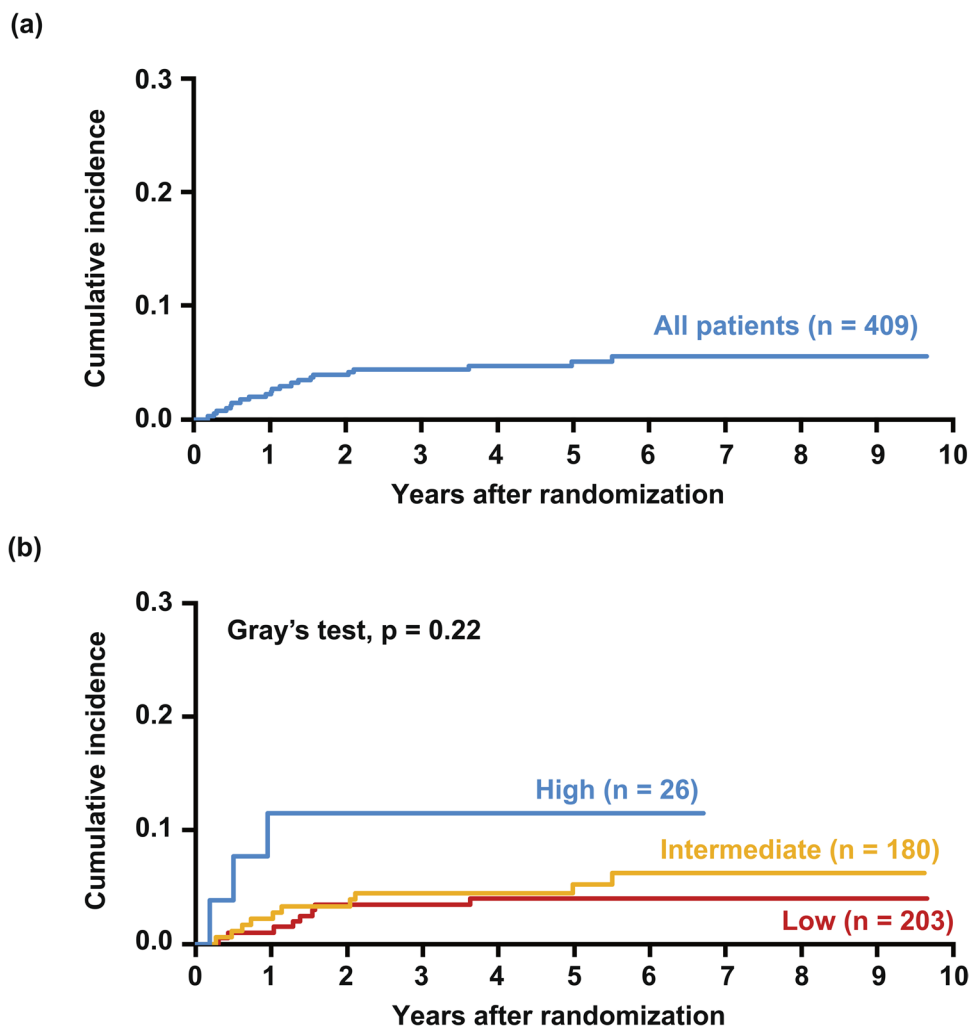 (a)
0.3
0.2
0.1
0.0
Cumulative incidence
All patients (n = 409)
0 1 2 3 4 5 6 7 8 9 10
Years after randomization
(b)
0.3
0.2
0.1
0.0
Cumulative incidence
Gray’s test, p = 0.22
High (n = 26)
Intermediate (n = 180)
Low (n = 203)
0 1 2 3 4 5 6 7 8 9 10
Years after randomization